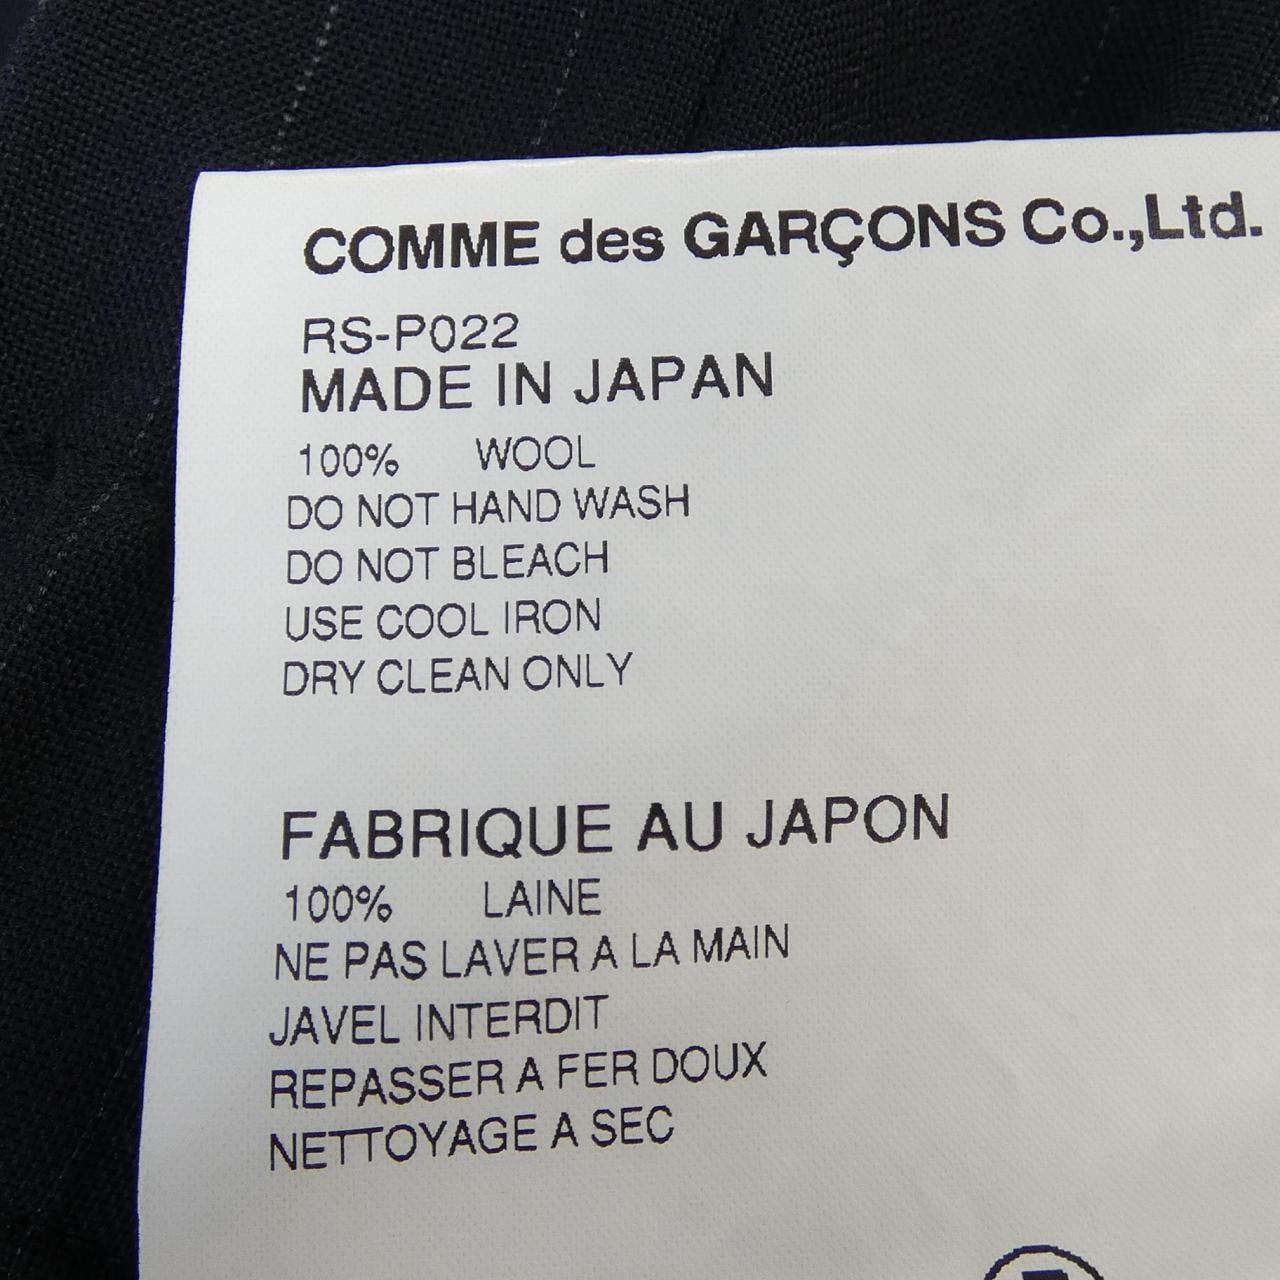 COMME des GARÇONS Co.,Ltd.
RS-P022
MADE IN JAPAN
100% WOOL
DO NOT HAND WASH
DO NOT BLEACH
USE COOL IRON
DRY CLEAN ONLY
FABRIQUE AU JAPON
100% LAINE
NE PAS LAVER A LA MAIN
JAVEL INTERDIT
REPASSER A FER DOUX
NETTOYAGE A SEC